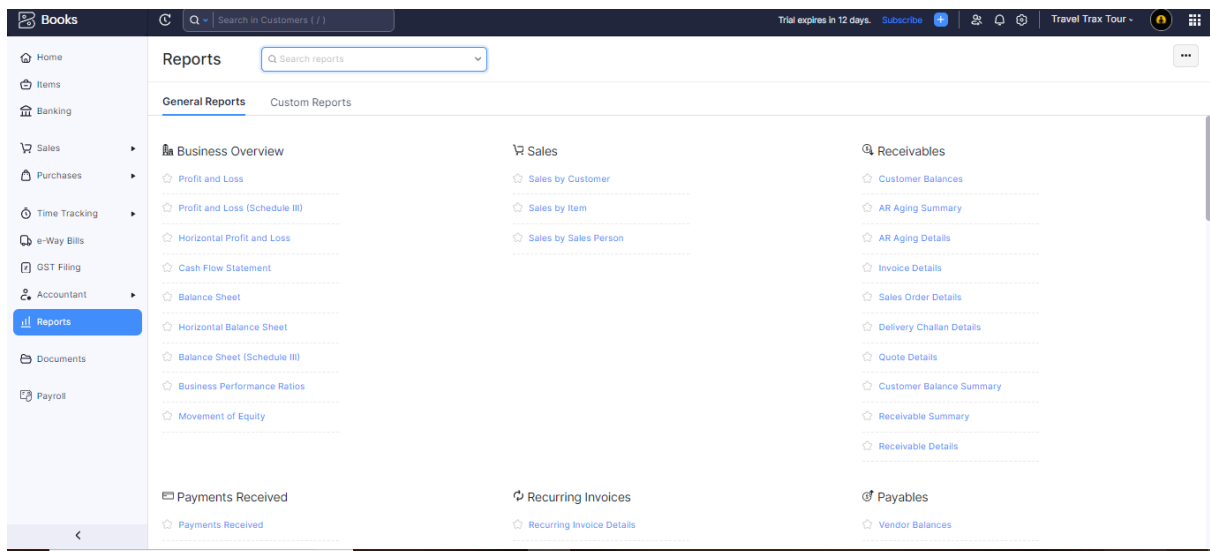 Books
Search in Customers ( / )
Trial expires in 12 days. Subscribe
Travel Trax Tour
Home
Items
Banking
Sales
Purchases
Time Tracking
e-Way Bills
GST Filing
Accountant
Reports
Documents
Payroll
Reports
Search reports
General Reports
Custom Reports
Business Overview
Profit and Loss
Profit and Loss (Schedule III)
Horizontal Profit and Loss
Cash Flow Statement
Balance Sheet
Horizontal Balance Sheet
Balance Sheet (Schedule III)
Business Performance Ratios
Movement of Equity
Sales
Sales by Customer
Sales by Item
Sales by Sales Person
Receivables
Customer Balances
AR Aging Summary
AR Aging Details
Invoice Details
Sales Order Details
Delivery Challan Details
Quote Details
Customer Balance Summary
Receivable Summary
Receivable Details
Payments Received
Payments Received
Recurring Invoices
Recurring Invoice Details
Payables
Vendor Balances